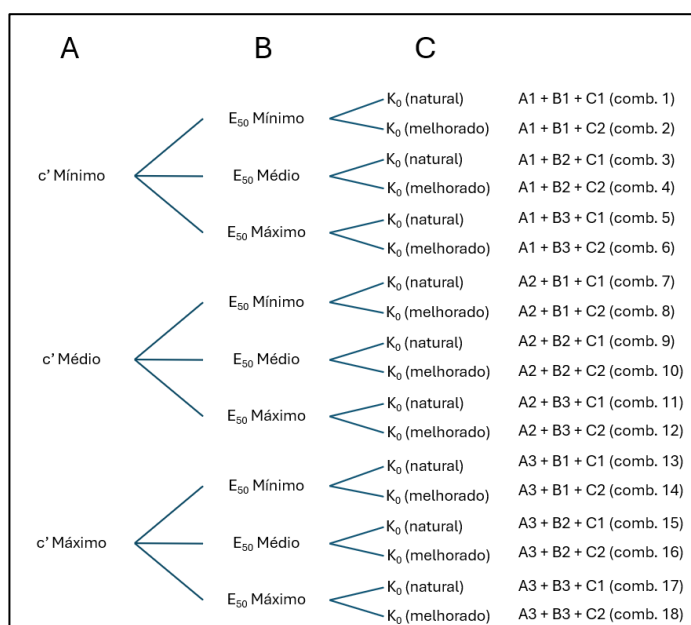 A B C
K₀ (natural) A1 + B1 + C1 (comb. 1)
E₅₀ Mínimo
K₀ (melhorado) A1 + B1 + C2 (comb. 2)
K₀ (natural) A1 + B2 + C1 (comb. 3)
c’ Mínimo E₅₀ Médio
K₀ (melhorado) A1 + B2 + C2 (comb. 4)
K₀ (natural) A1 + B3 + C1 (comb. 5)
E₅₀ Máximo
K₀ (melhorado) A1 + B3 + C2 (comb. 6)
K₀ (natural) A2 + B1 + C1 (comb. 7)
E₅₀ Mínimo
K₀ (melhorado) A2 + B1 + C2 (comb. 8)
K₀ (natural) A2 + B2 + C1 (comb. 9)
c’ Médio E₅₀ Médio
K₀ (melhorado) A2 + B2 + C2 (comb. 10)
K₀ (natural) A2 + B3 + C1 (comb. 11)
E₅₀ Máximo
K₀ (melhorado) A2 + B3 + C2 (comb. 12)
K₀ (natural) A3 + B1 + C1 (comb. 13)
E₅₀ Mínimo
K₀ (melhorado) A3 + B1 + C2 (comb. 14)
K₀ (natural) A3 + B2 + C1 (comb. 15)
c’ Máximo E₅₀ Médio
K₀ (melhorado) A3 + B2 + C2 (comb. 16)
K₀ (natural) A3 + B3 + C1 (comb. 17)
E₅₀ Máximo
K₀ (melhorado) A3 + B3 + C2 (comb. 18)